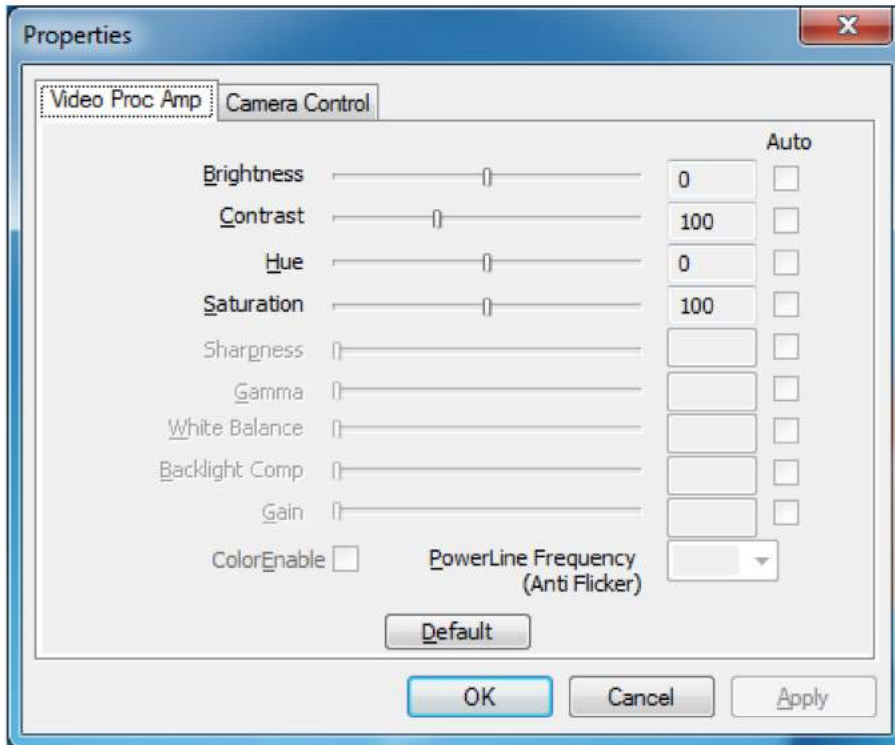 Properties
Video Proc Amp
Camera Control
Auto
Brightness 0
Contrast 100
Hue 0
Saturation 100
Sharpness
Gamma
White Balance
Backlight Comp
Gain
ColorEnable PowerLine Frequency
(Anti Flicker)
Default
OK Cancel Apply